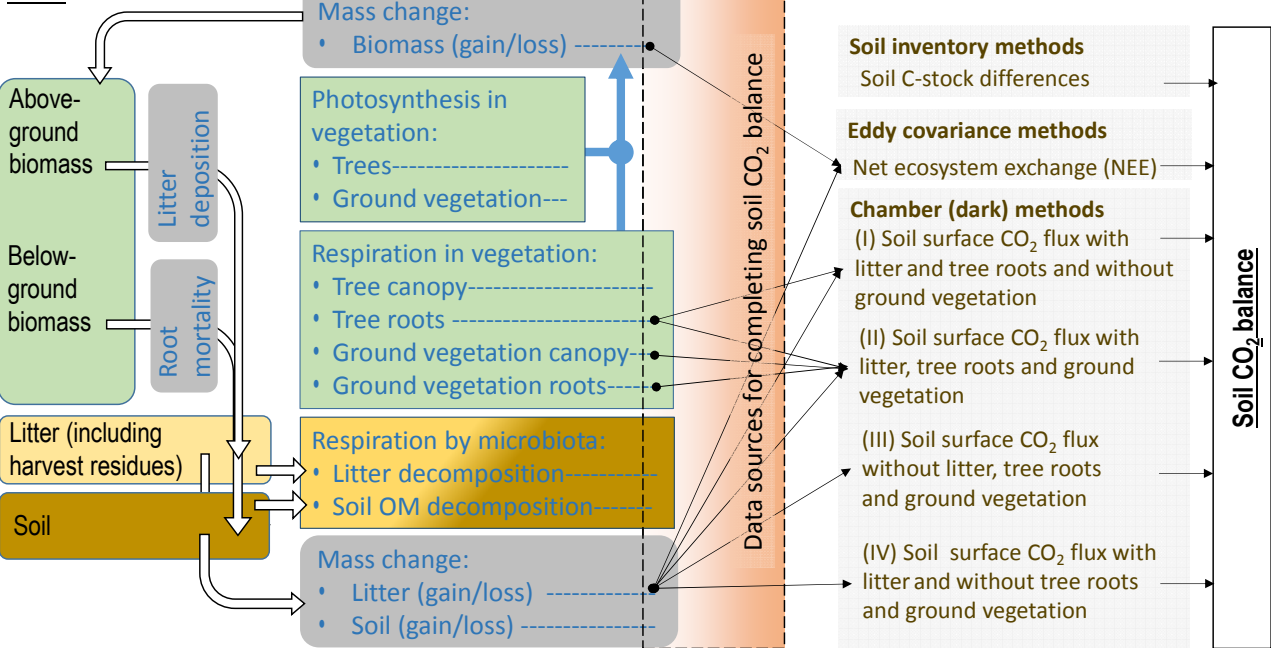 Mass change:
• Biomass (gain/loss) --------
Above-
ground
biomass
Litter
deposition
Below-
ground
biomass
Root
mortality
Litter (including
harvest residues)
Soil
Photosynthesis in
vegetation:
• Trees--------------------
• Ground vegetation---
Respiration in vegetation:
• Tree canopy---------------------
• Tree roots ----------------------
• Ground vegetation canopy---
• Ground vegetation roots-----
Respiration by microbiota:
• Litter decomposition-----------
• Soil OM decomposition-------
Mass change:
• Litter (gain/loss) ------------
• Soil (gain/loss) ---------------
Data sources for completing soil CO₂ balance
Soil inventory methods
Soil C-stock differences
Eddy covariance methods
Net ecosystem exchange (NEE)
Chamber (dark) methods
(I) Soil surface CO₂ flux with
litter and tree roots and without
ground vegetation
(II) Soil surface CO₂ flux with
litter, tree roots and ground
vegetation
(III) Soil surface CO₂ flux
without litter, tree roots
and ground vegetation
(IV) Soil surface CO₂ flux with
litter and without tree roots
and ground vegetation
Soil CO₂ balance